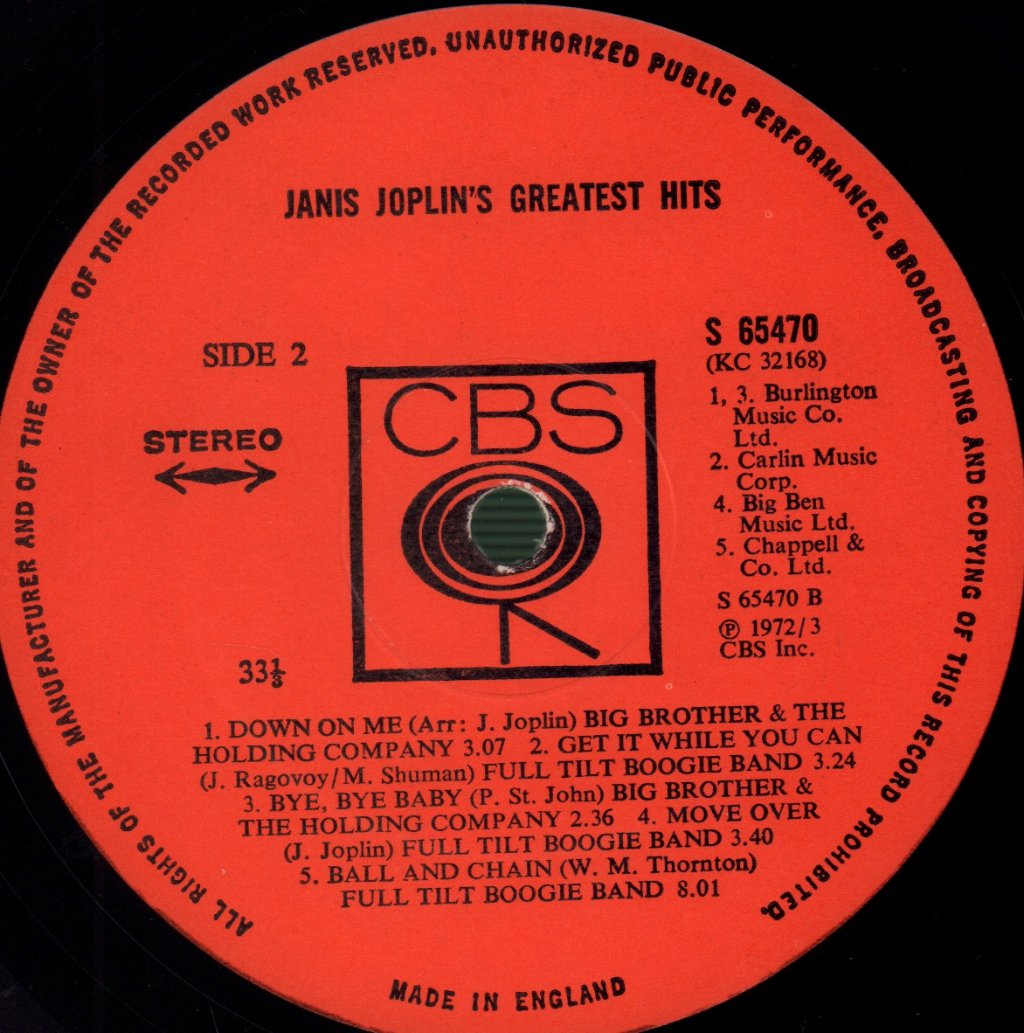 ALL RIGHTS OF THE MANUFACTURER AND OF THE OWNER OF THE RECORDED WORK RESERVED. UNAUTHORIZED PUBLIC PERFORMANCE, BROADCASTING AND COPYING OF THIS RECORD PROHIBITED.
JANIS JOPLIN'S GREATEST HITS
SIDE 2
STEREO
33⅓
CBS
S 65470
(KC 32168)
1, 3. Burlington
Music Co.
Ltd.
2. Carlin Music
Corp.
4. Big Ben
Music Ltd.
5. Chappell &
Co. Ltd.
S 65470 B
Ⓟ 1972/3
CBS Inc.
1. DOWN ON ME (Arr: J. Joplin) BIG BROTHER & THE
HOLDING COMPANY 3.07 2. GET IT WHILE YOU CAN
(J. Ragovoy/M. Shuman) FULL TILT BOOGIE BAND 3.24
3. BYE, BYE BABY (P. St. John) BIG BROTHER &
THE HOLDING COMPANY 2.36 4. MOVE OVER
(J. Joplin) FULL TILT BOOGIE BAND 3.40
5. BALL AND CHAIN (W. M. Thornton)
FULL TILT BOOGIE BAND 8.01
MADE IN ENGLAND